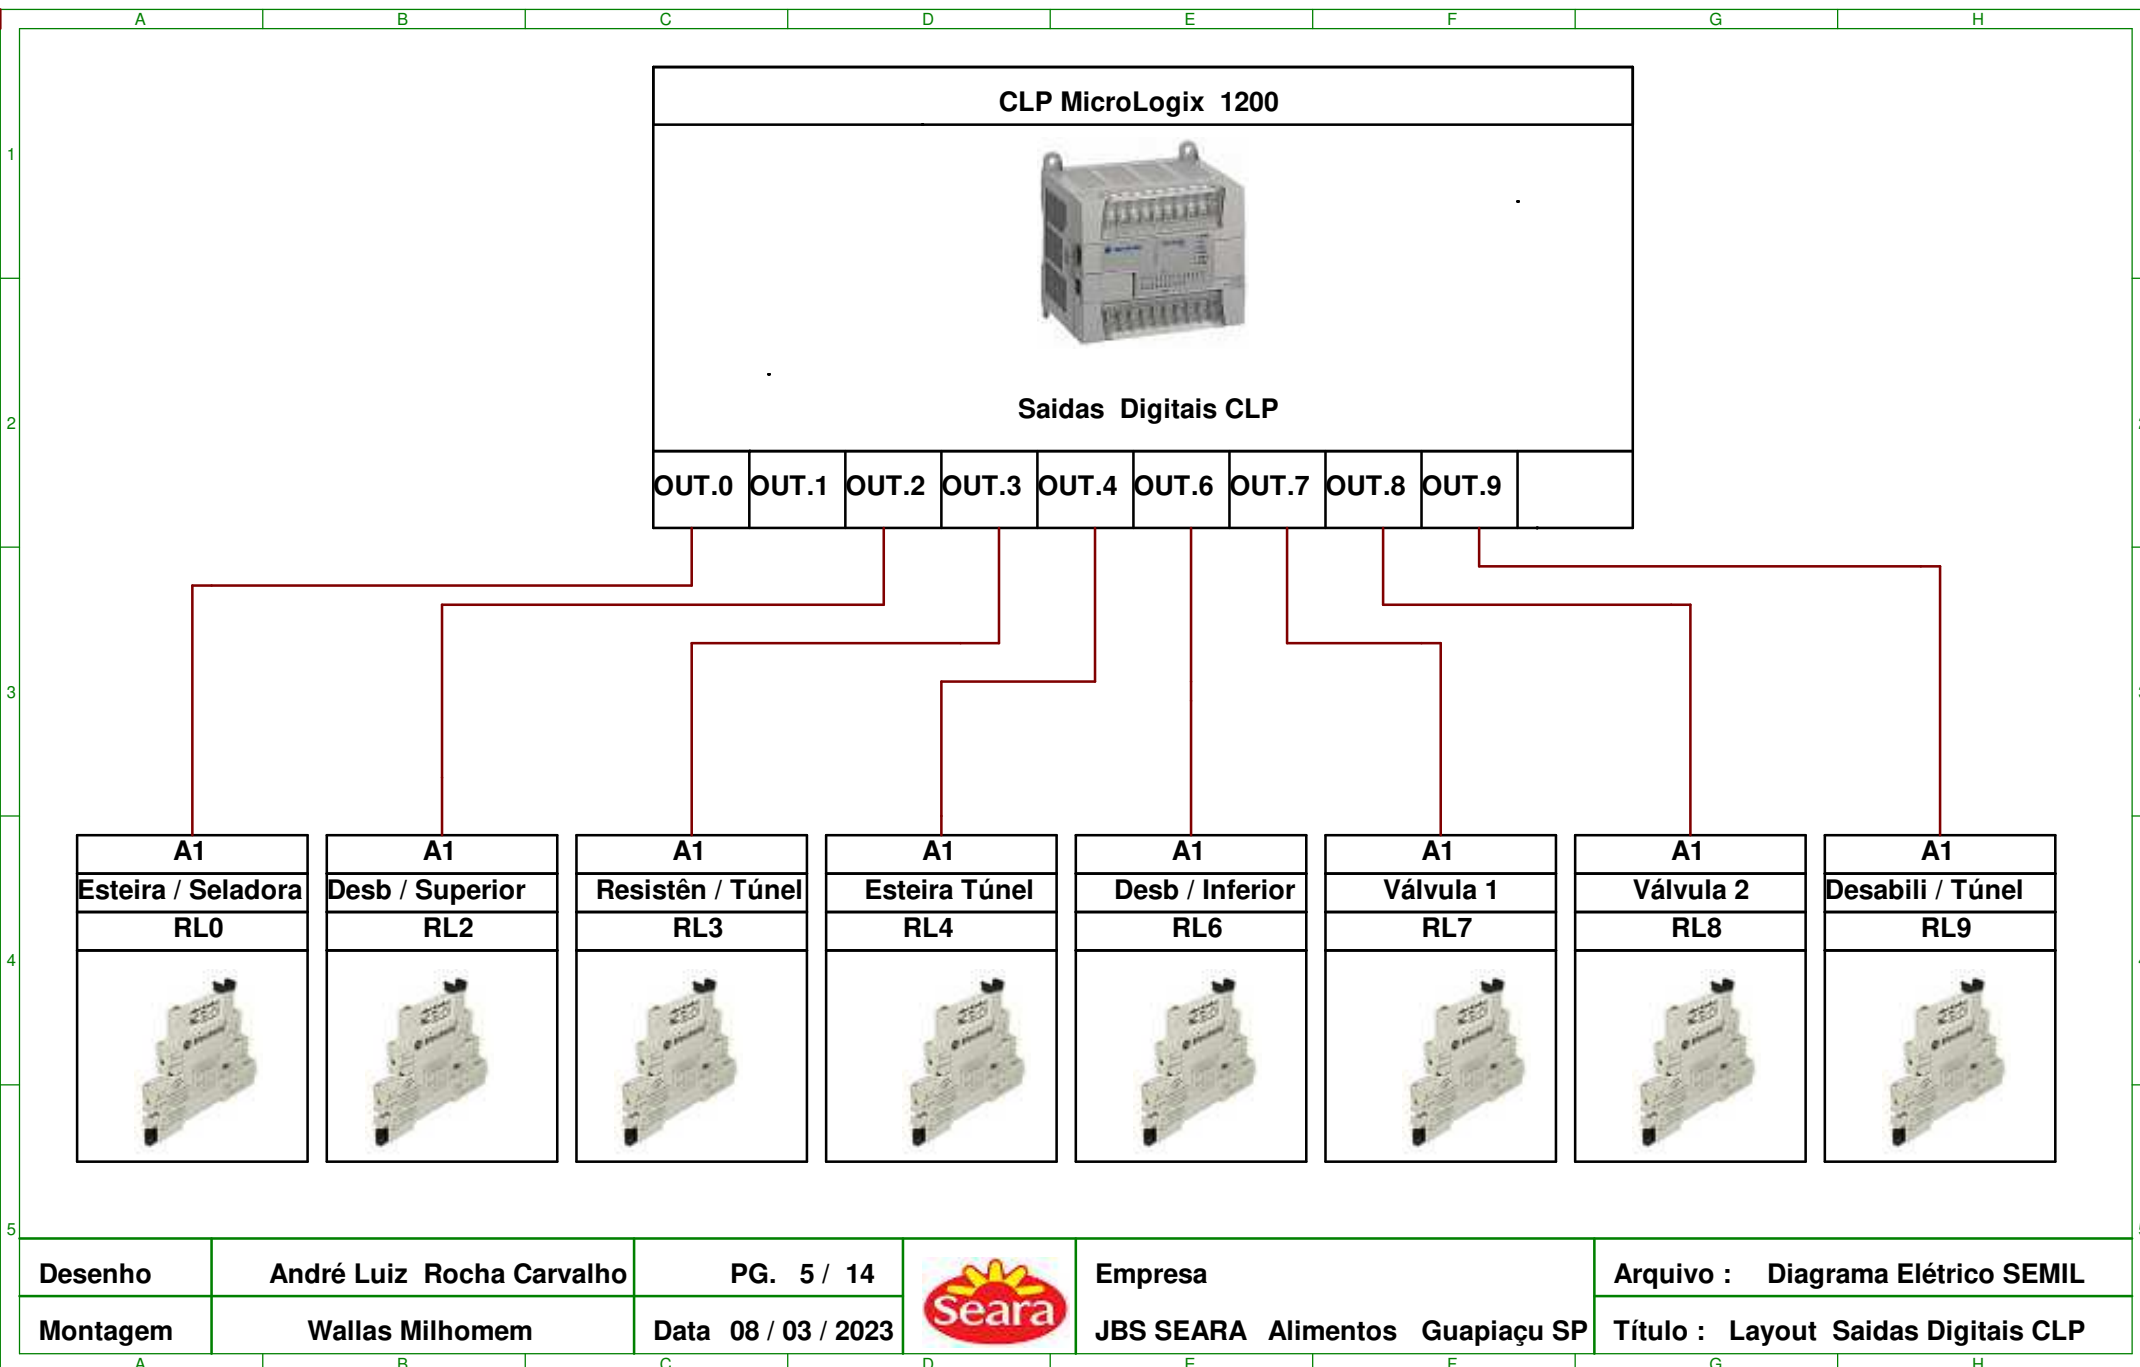 A B C D E F G H
CLP MicroLogix 1200
1
Saidas Digitais CLP
2
OUT.0 OUT.1 OUT.2 OUT.3 OUT.4 OUT.6 OUT.7 OUT.8 OUT.9
3
A1 A1 A1 A1 A1 A1 A1 A1
Esteira / Seladora Desb / Superior Resistên / Túnel Esteira Túnel Desb / Inferior Válvula 1 Válvula 2 Desabili / Túnel
RL0 RL2 RL3 RL4 RL6 RL7 RL8 RL9
4
5
Desenho André Luiz Rocha Carvalho PG. 5 / 14 Empresa Arquivo : Diagrama Elétrico SEMIL
Seara
Montagem Wallas Milhomem Data 08 / 03 / 2023 JBS SEARA Alimentos Guapiaçu SP Título : Layout Saidas Digitais CLP
A B C D E F G H